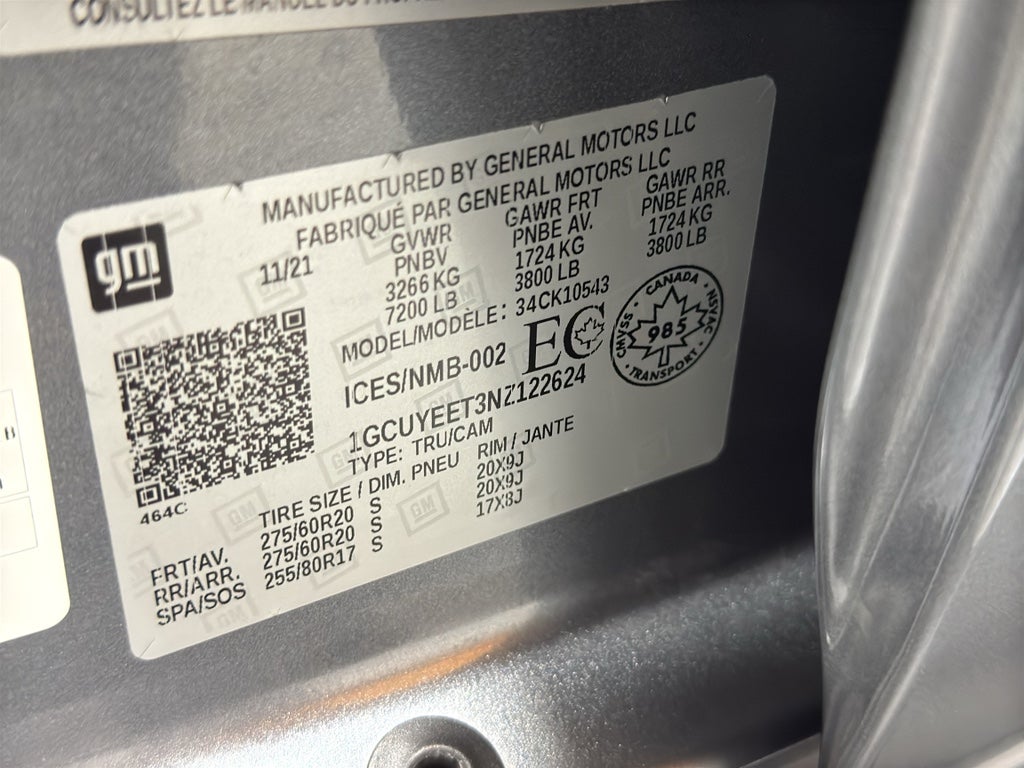 CONSULTEZ LE MANUEL DU
gm
MANUFACTURED BY GENERAL MOTORS LLC
FABRIQUÉ PAR GENERAL MOTORS LLC
11/21
GVWR GAWR FRT GAWR RR
PNBV PNBE AV. PNBE ARR.
3266 KG 1724 KG 1724 KG
7200 LB 3800 LB 3800 LB
MODEL/MODÈLE: 34CK10543
ICES/NMB-002 EC
CANADA
985
TRANSPORT
CMVSS NSVAC
1GCUYEET3NZ122624
TYPE: TRU/CAM
464C
TIRE SIZE / DIM. PNEU RIM / JANTE
FRT/AV. 275/60R20 S 20X9J
RR/ARR. 275/60R20 S 20X9J
SPA/SOS 255/80R17 S 17X8J
B